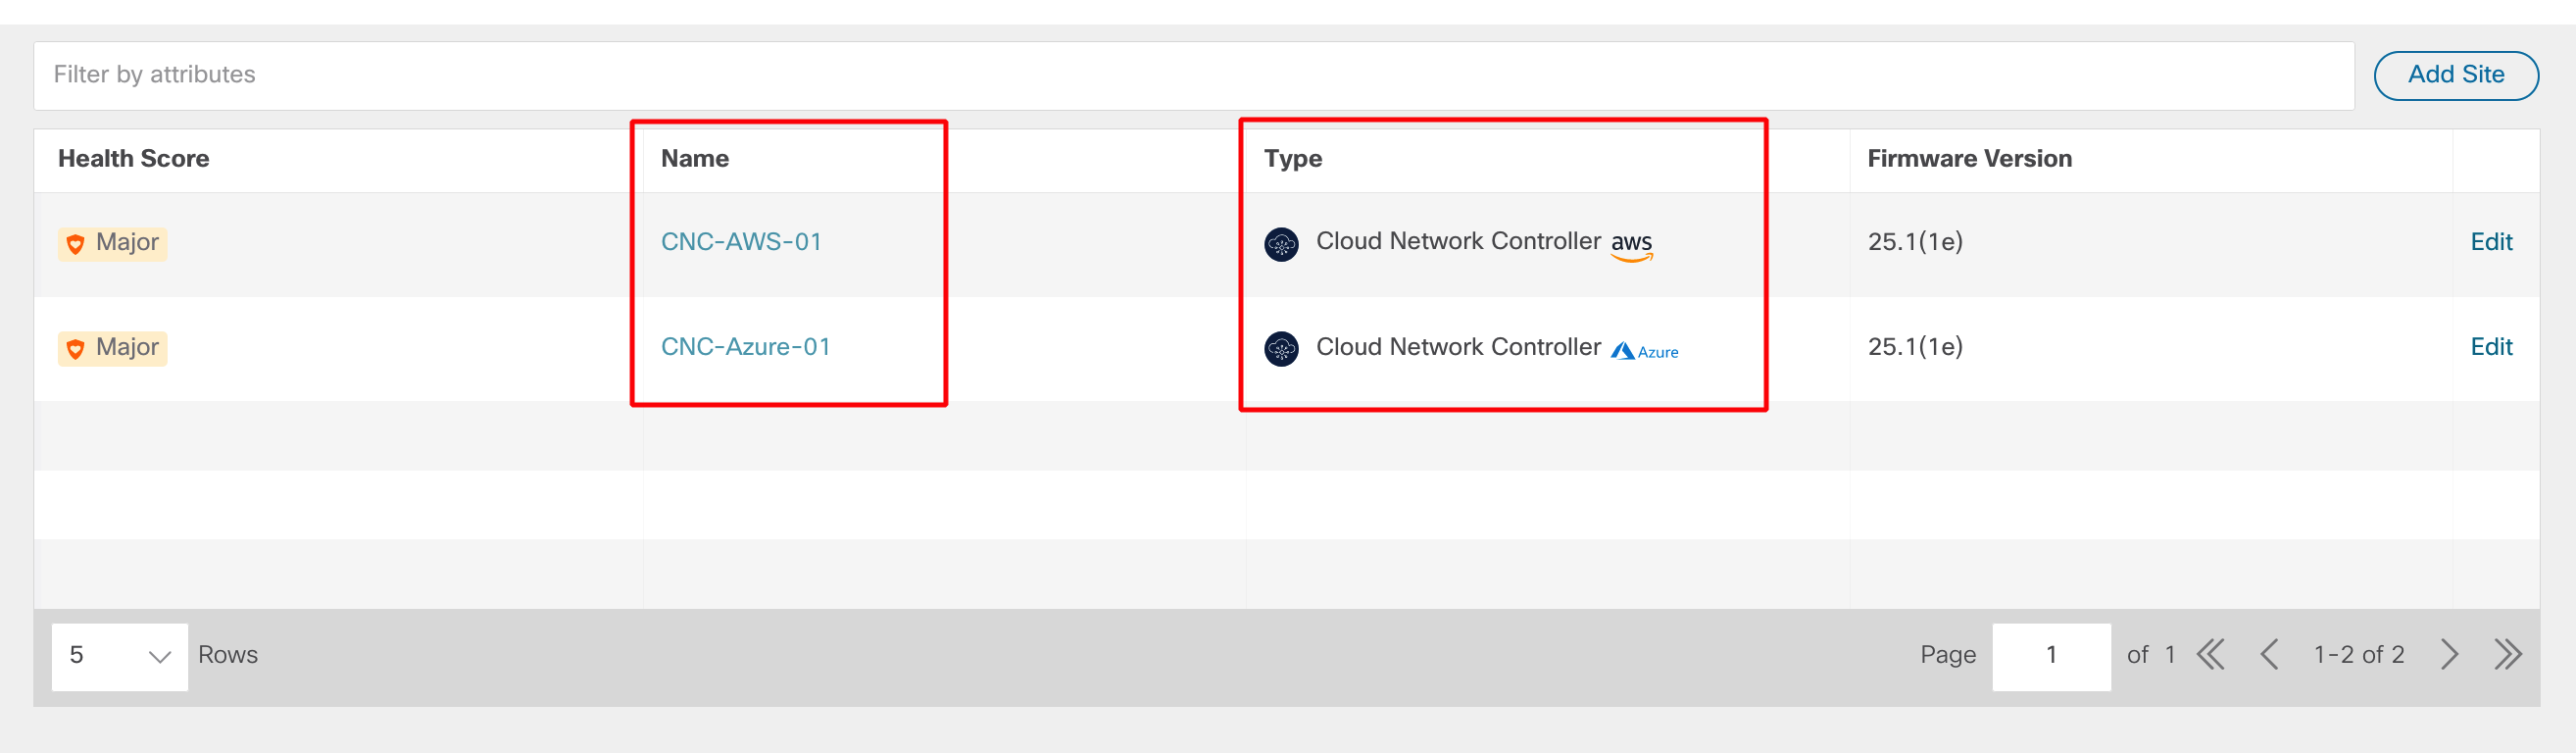 Filter by attributes
Add Site
Health Score Name Type Firmware Version
Major CNC-AWS-01 Cloud Network Controller aws 25.1(1e) Edit
Major CNC-Azure-01 Cloud Network Controller Azure 25.1(1e) Edit
5 Rows Page 1 of 1 1-2 of 2